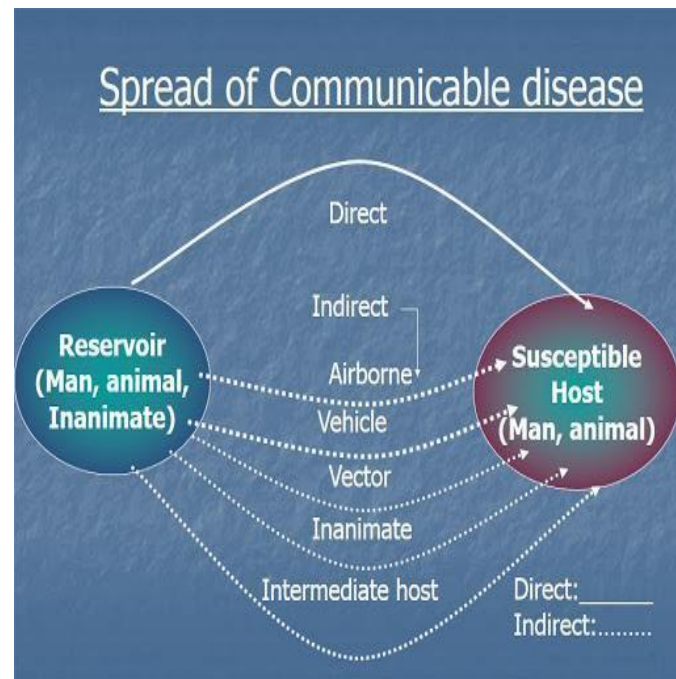 Spread of Communicable disease
Direct
Indirect
Reservoir
(Man, animal,
Inanimate)
Airborne
Vehicle
Vector
Inanimate
Intermediate host
Susceptible
Host
(Man, animal)
Direct:______
Indirect:.........